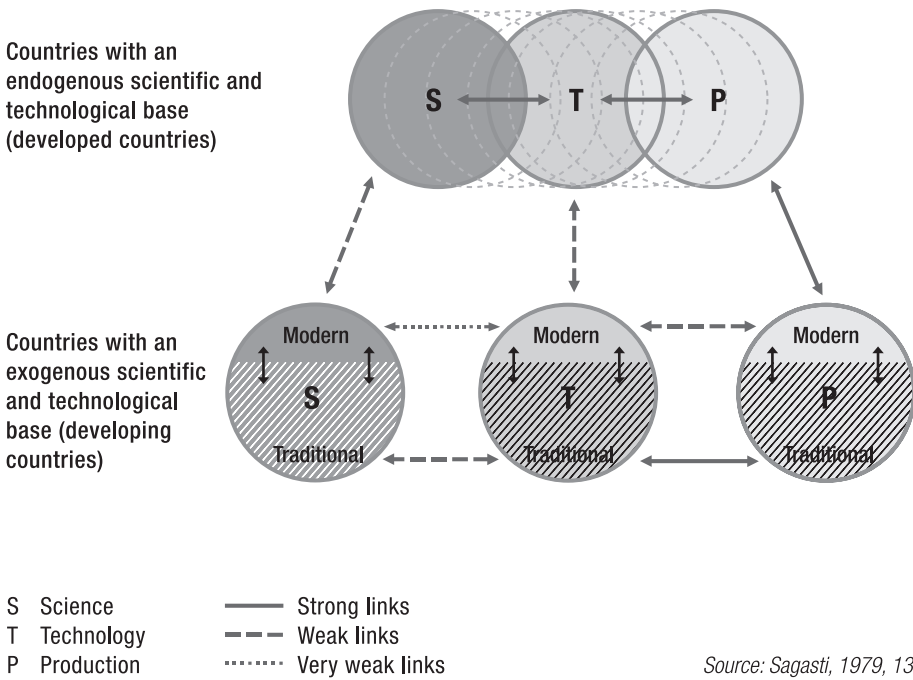 Countries with an
endogenous scientific and
technological base
(developed countries)
S T P
Countries with an
exogenous scientific
and technological
base (developing
countries)
Modern Modern Modern
S T P
Traditional Traditional Traditional
S Science
T Technology
P Production
Strong links
Weak links
Very weak links
Source: Sagasti, 1979, 13